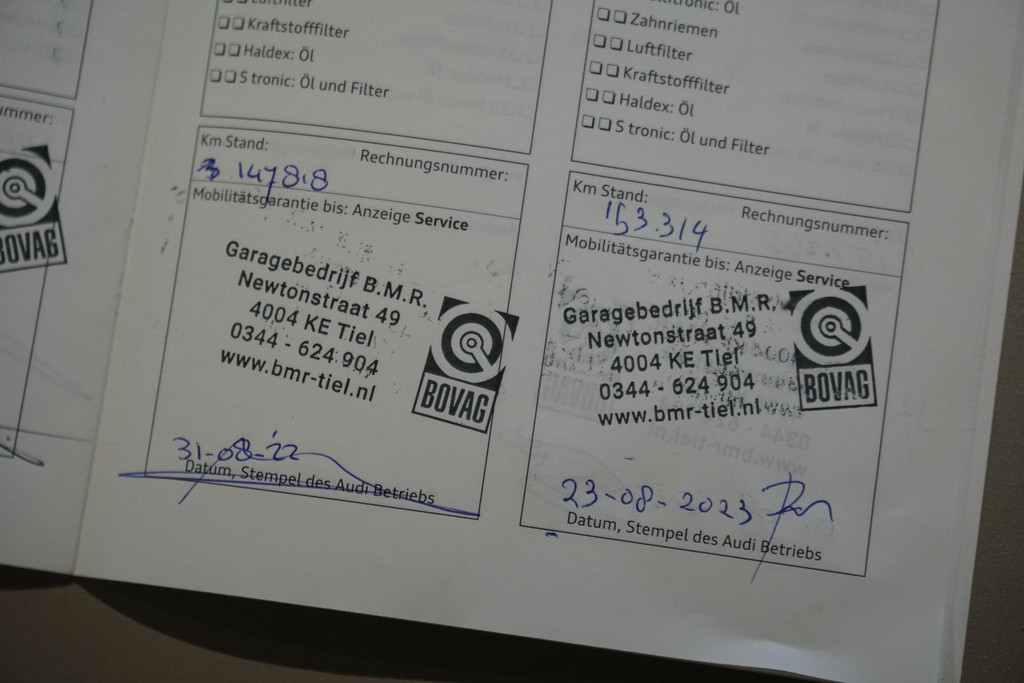 mmer:
BOVAG
Luftfilter
Kraftstofffilter
Haldex: Öl
S tronic: Öl und Filter
Km Stand:
Rechnungsnummer:
147818
Mobilitätsgarantie bis: Anzeige Service
Garagebedrijf B.M.R.
Newtonstraat 49
4004 KE Tiel
0344 - 624 904
www.bmr-tiel.nl
BOVAG
31-08-'22
Datum, Stempel des Audi Betriebs
tronic: Öl
Zahnriemen
Luftfilter
Kraftstofffilter
Haldex: Öl
S tronic: Öl und Filter
Km Stand:
Rechnungsnummer:
153.314
Mobilitätsgarantie bis: Anzeige Service
Garagebedrijf B.M.R.
Newtonstraat 49
4004 KE Tiel
0344 - 624 904
www.bmr-tiel.nl
BOVAG
23-08-2023
Datum, Stempel des Audi Betriebs